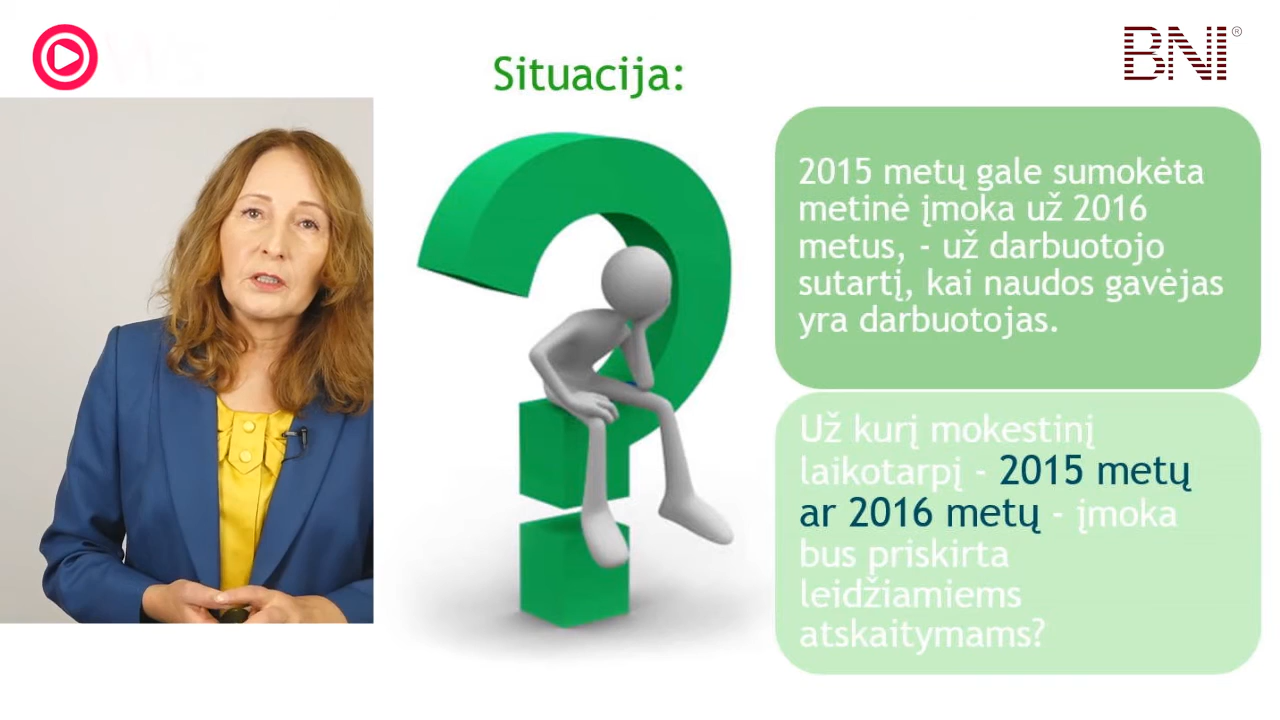 Situacija:
BNI®
2015 metų gale sumokėta
metinė įmoka už 2016
metus, - už darbuotojo
sutartį, kai naudos gavėjas
yra darbuotojas.
Už kurį mokestinį
laikotarpį - 2015 metų
ar 2016 metų - įmoka
bus priskirta
leidžiamiems
atskaitymams?